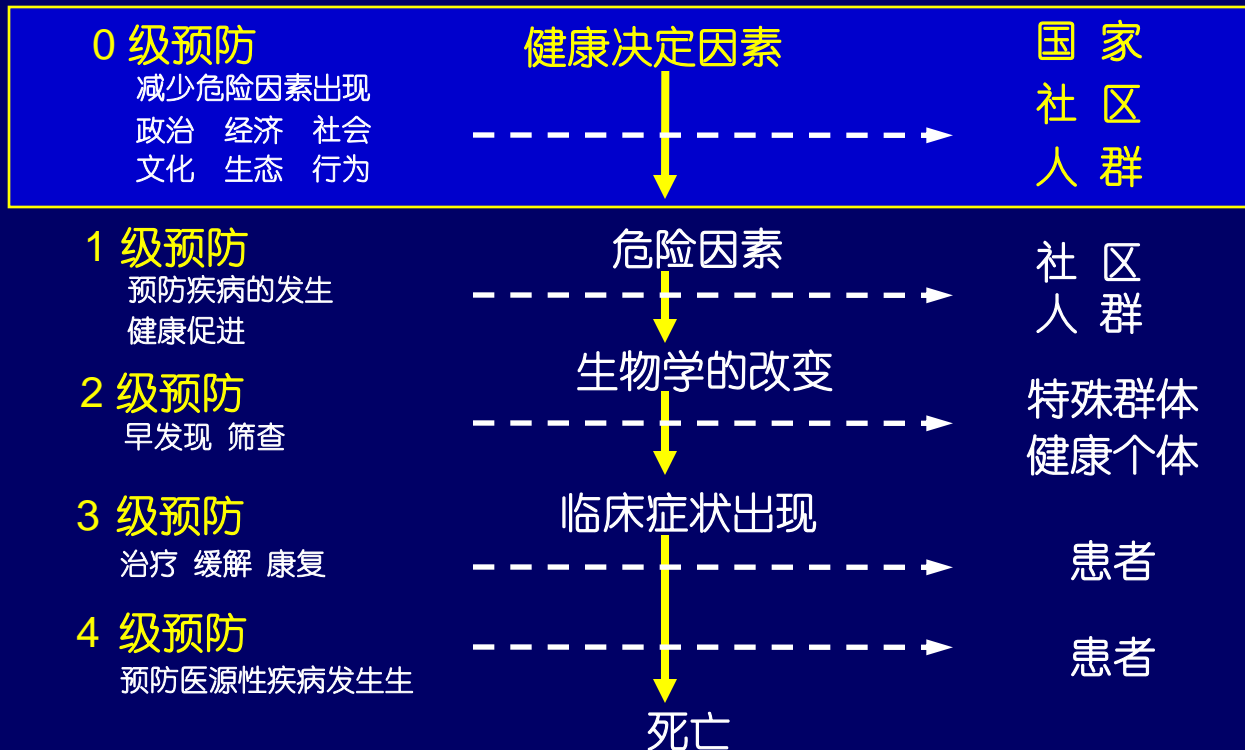 0 级预防
减少危险因素出现
政治 经济 社会
文化 生态 行为
健康决定因素
国 家
社 区
人 群
1 级预防
预防疾病的发生
健康促进
危险因素
社 区
人 群
生物学的改变
2 级预防
早发现 筛查
特殊群体
健康个体
临床症状出现
3 级预防
治疗 缓解 康复
患者
4 级预防
预防医源性疾病发生生
患者
死亡